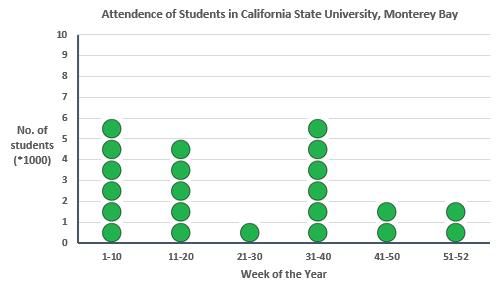 Attendence of Students in California State University, Monterey Bay
10
9
8
7
6
5
4
3
2
1
0
No. of
students
(*1000)
1-10 11-20 21-30 31-40 41-50 51-52
Week of the Year